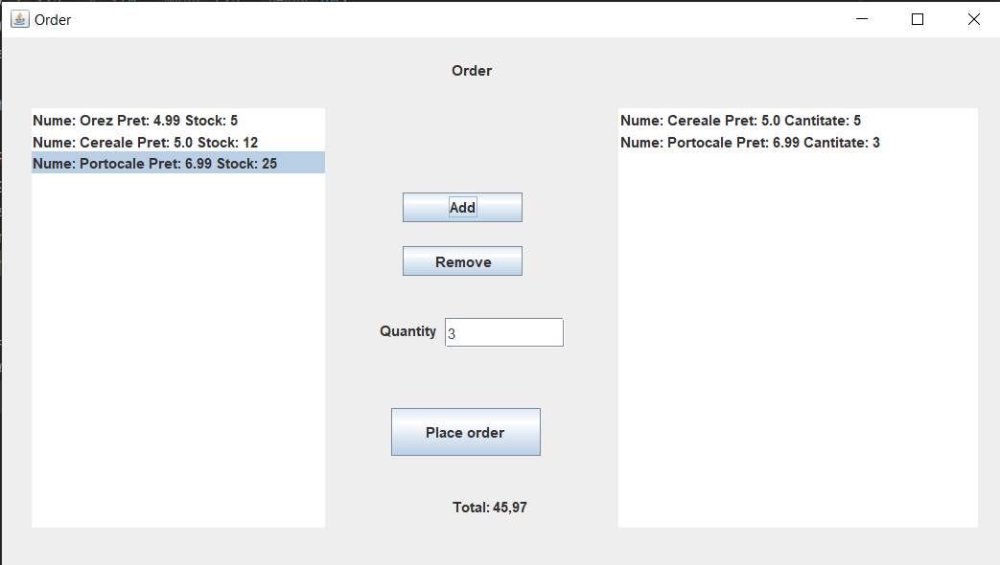 Order
Order
Nume: Orez Pret: 4.99 Stock: 5
Nume: Cereale Pret: 5.0 Stock: 12
Nume: Portocale Pret: 6.99 Stock: 25
Add
Remove
Quantity 3
Place order
Total: 45,97
Nume: Cereale Pret: 5.0 Cantitate: 5
Nume: Portocale Pret: 6.99 Cantitate: 3